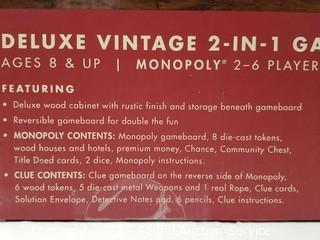 DELUXE VINTAGE 2-IN-1 GA
AGES 8 & UP | MONOPOLY® 2–6 PLAYER
FEATURING
• Deluxe wood cabinet with rustic finish and storage beneath gameboard
• Reversible gameboard for double the fun
• MONOPOLY CONTENTS: Monopoly gameboard, 8 die-cast tokens,
wood houses and hotels, premium money, Chance, Community Chest,
Title Deed cards, 2 dice, Monopoly instructions.
• CLUE CONTENTS: Clue gameboard on the reverse side of Monopoly,
6 wood tokens, 5 die-cast metal Weapons and 1 real Rope, Clue cards,
Solution Envelope, Detective Notes pad, 6 pencils, Clue instructions.
Auction Service